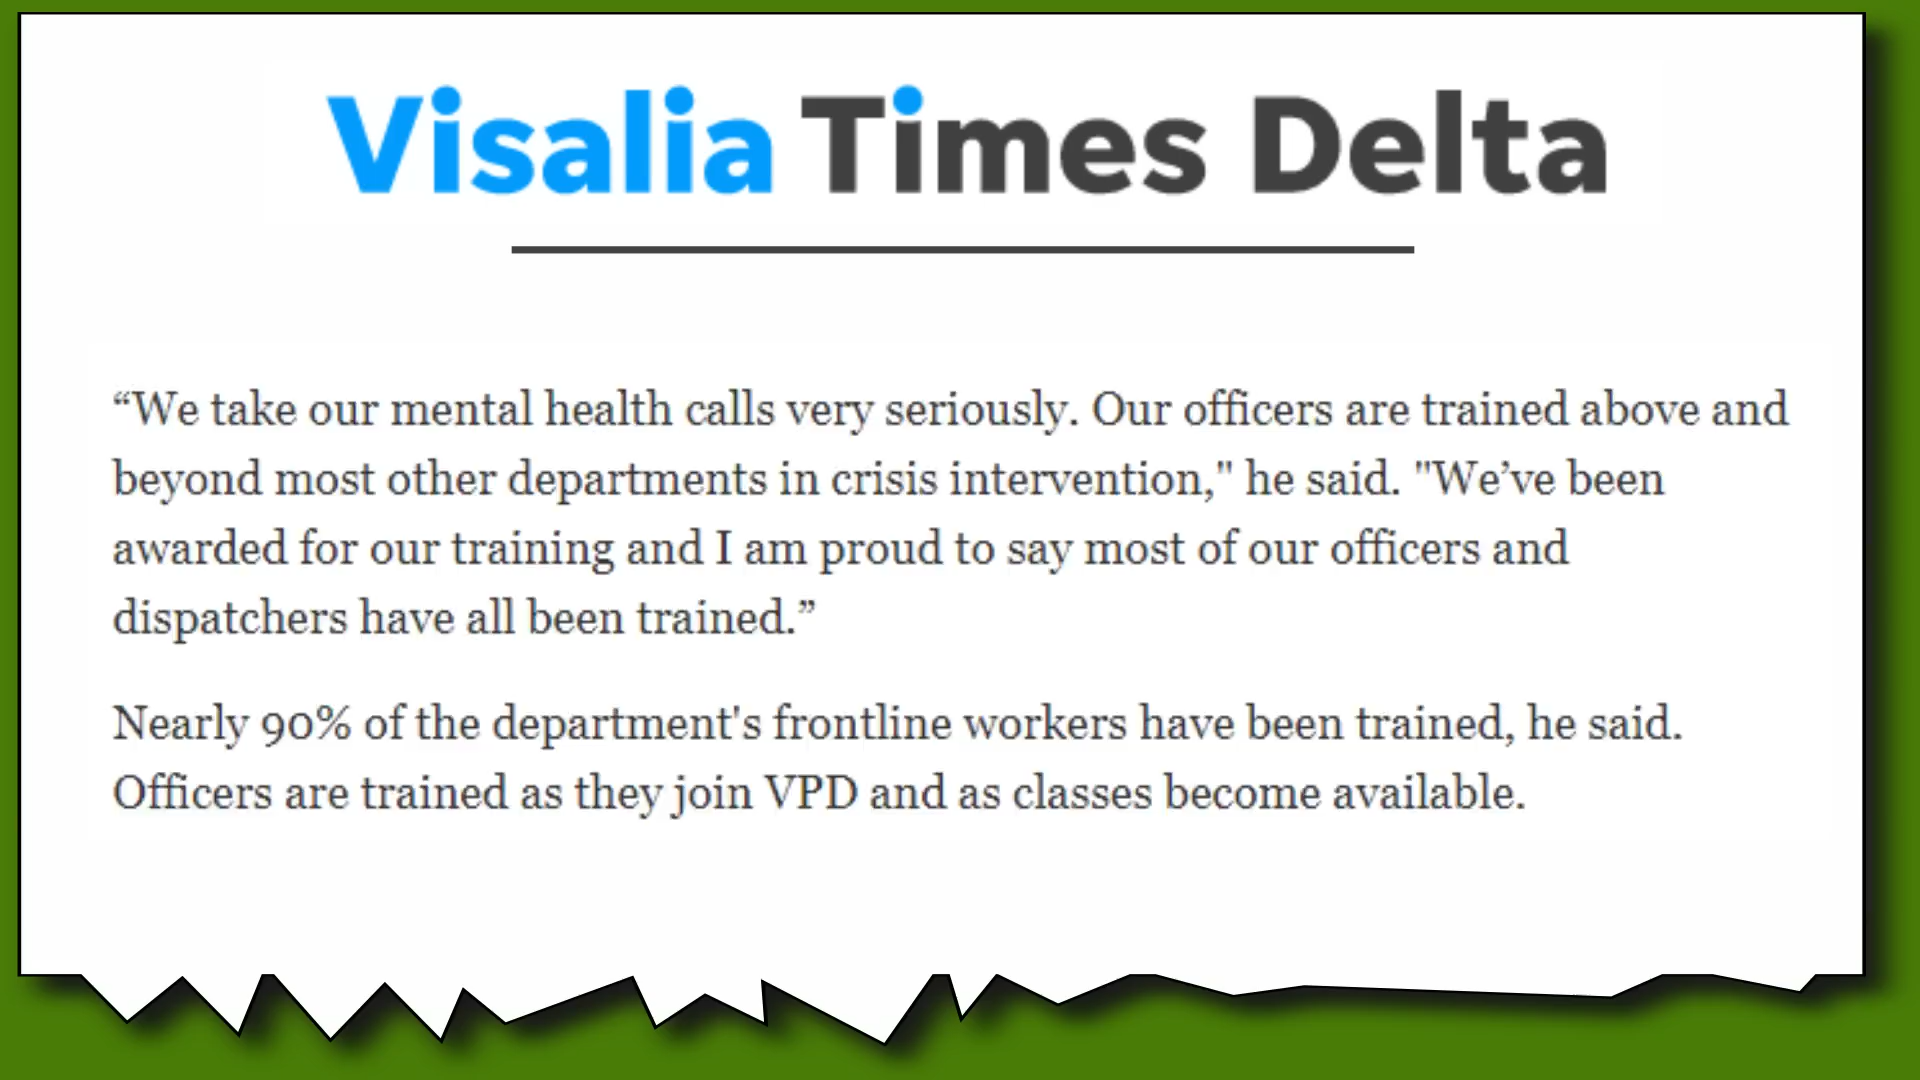 Visalia Times Delta
“We take our mental health calls very seriously. Our officers are trained above and
beyond most other departments in crisis intervention," he said. "We’ve been
awarded for our training and I am proud to say most of our officers and
dispatchers have all been trained.”
Nearly 90% of the department's frontline workers have been trained, he said.
Officers are trained as they join VPD and as classes become available.